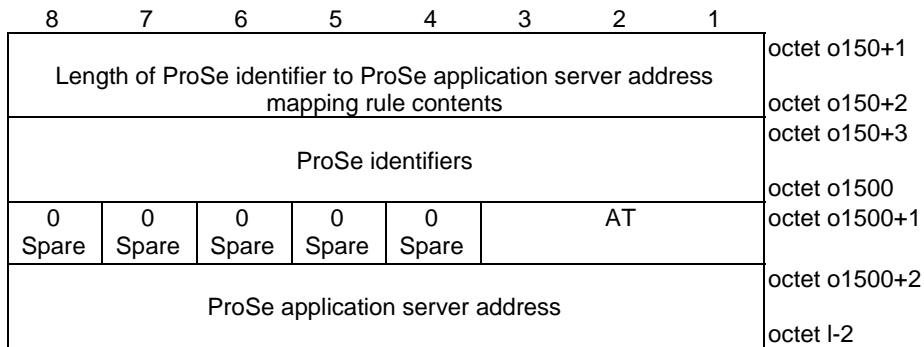 8 7 6 5 4 3 2 1
Length of ProSe identifier to ProSe application server address
mapping rule contents
octet o150+1
octet o150+2
ProSe identifiers
octet o150+3
octet o1500
0 0 0 0 0 AT
Spare Spare Spare Spare Spare
octet o1500+1
ProSe application server address
octet o1500+2
octet l-2